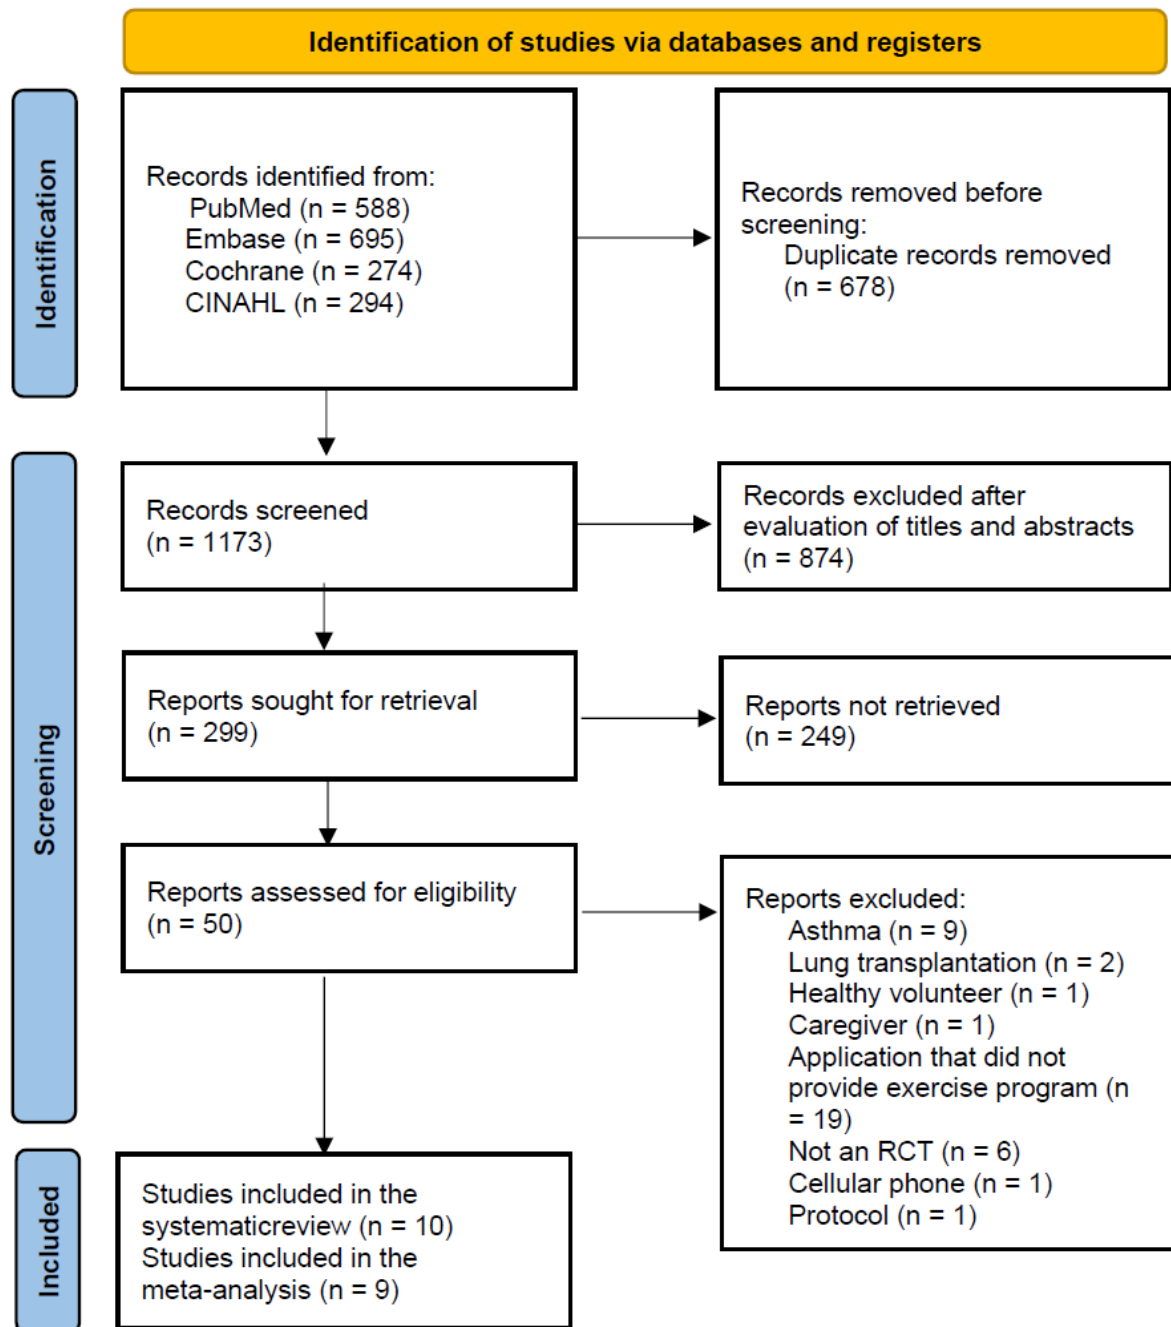 Identification of studies via databases and registers
Identification
Records identified from:
PubMed (n = 588)
Embase (n = 695)
Cochrane (n = 274)
CINAHL (n = 294)
Records removed before
screening:
Duplicate records removed
(n = 678)
Screening
Records screened
(n = 1173)
Records excluded after
evaluation of titles and abstracts
(n = 874)
Reports sought for retrieval
(n = 299)
Reports not retrieved
(n = 249)
Reports assessed for eligibility
(n = 50)
Reports excluded:
Asthma (n = 9)
Lung transplantation (n = 2)
Healthy volunteer (n = 1)
Caregiver (n = 1)
Application that did not
provide exercise program (n
= 19)
Not an RCT (n = 6)
Cellular phone (n = 1)
Protocol (n = 1)
Included
Studies included in the
systematicreview (n = 10)
Studies included in the
meta-analysis (n = 9)